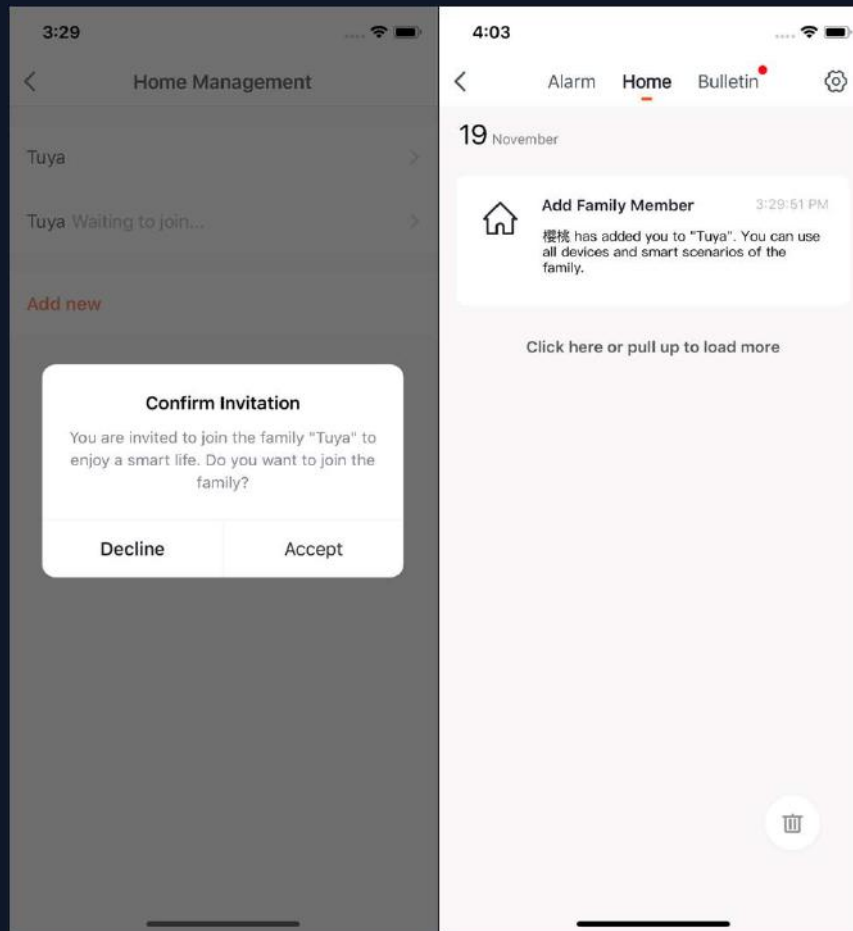 3:29
Home Management
Tuya
Tuya Waiting to join...
Add new
Confirm Invitation
You are invited to join the family "Tuya" to
enjoy a smart life. Do you want to join the
family?
Decline
Accept
4:03
Alarm
Home
Bulletin
19 November
Add Family Member
3:29:51 PM
樱桃 has added you to "Tuya". You can use
all devices and smart scenarios of the
family.
Click here or pull up to load more